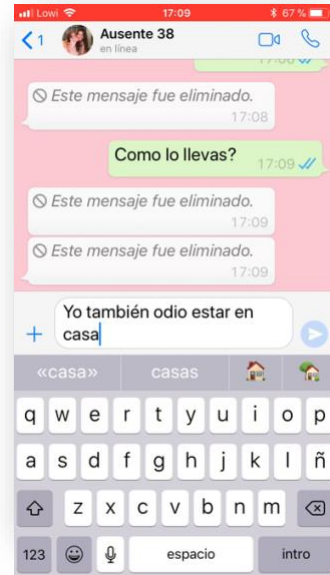 Lowi 17:09 67 %
1 Ausente 38
en línea
Este mensaje fue eliminado.
17:08
Como lo llevas?
17:09
Este mensaje fue eliminado.
17:09
Este mensaje fue eliminado.
17:09
Yo también odio estar en
casa
«casa» casas
q w e r t y u i o p
a s d f g h j k l ñ
z x c v b n m
123 espacio intro